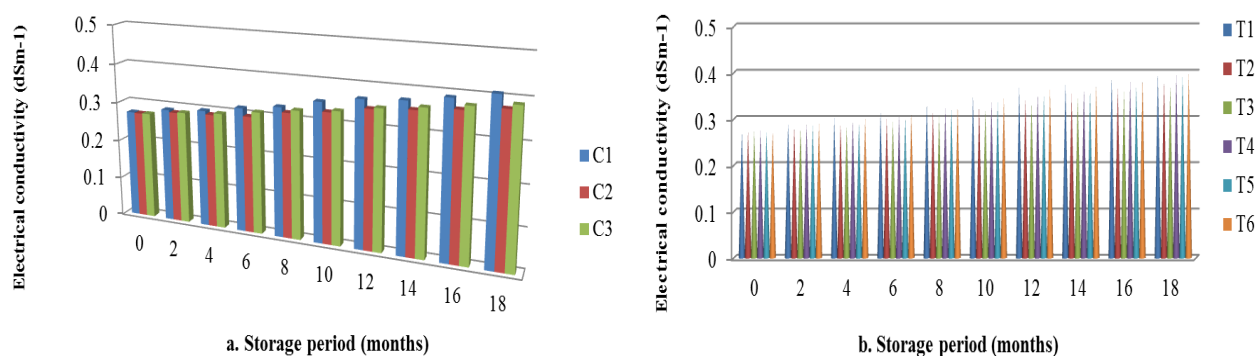 Electrical conductivity (dSm-1)
0.5
0.4
0.3
0.2
0.1
0
0
2
4
6
8
10
12
14
16
18
C1
C2
C3
a. Storage period (months)
Electrical conductivity (dSm-1)
0.5
0.4
0.3
0.2
0.1
0
0
2
4
6
8
10
12
14
16
18
T1
T2
T3
T4
T5
T6
b. Storage period (months)